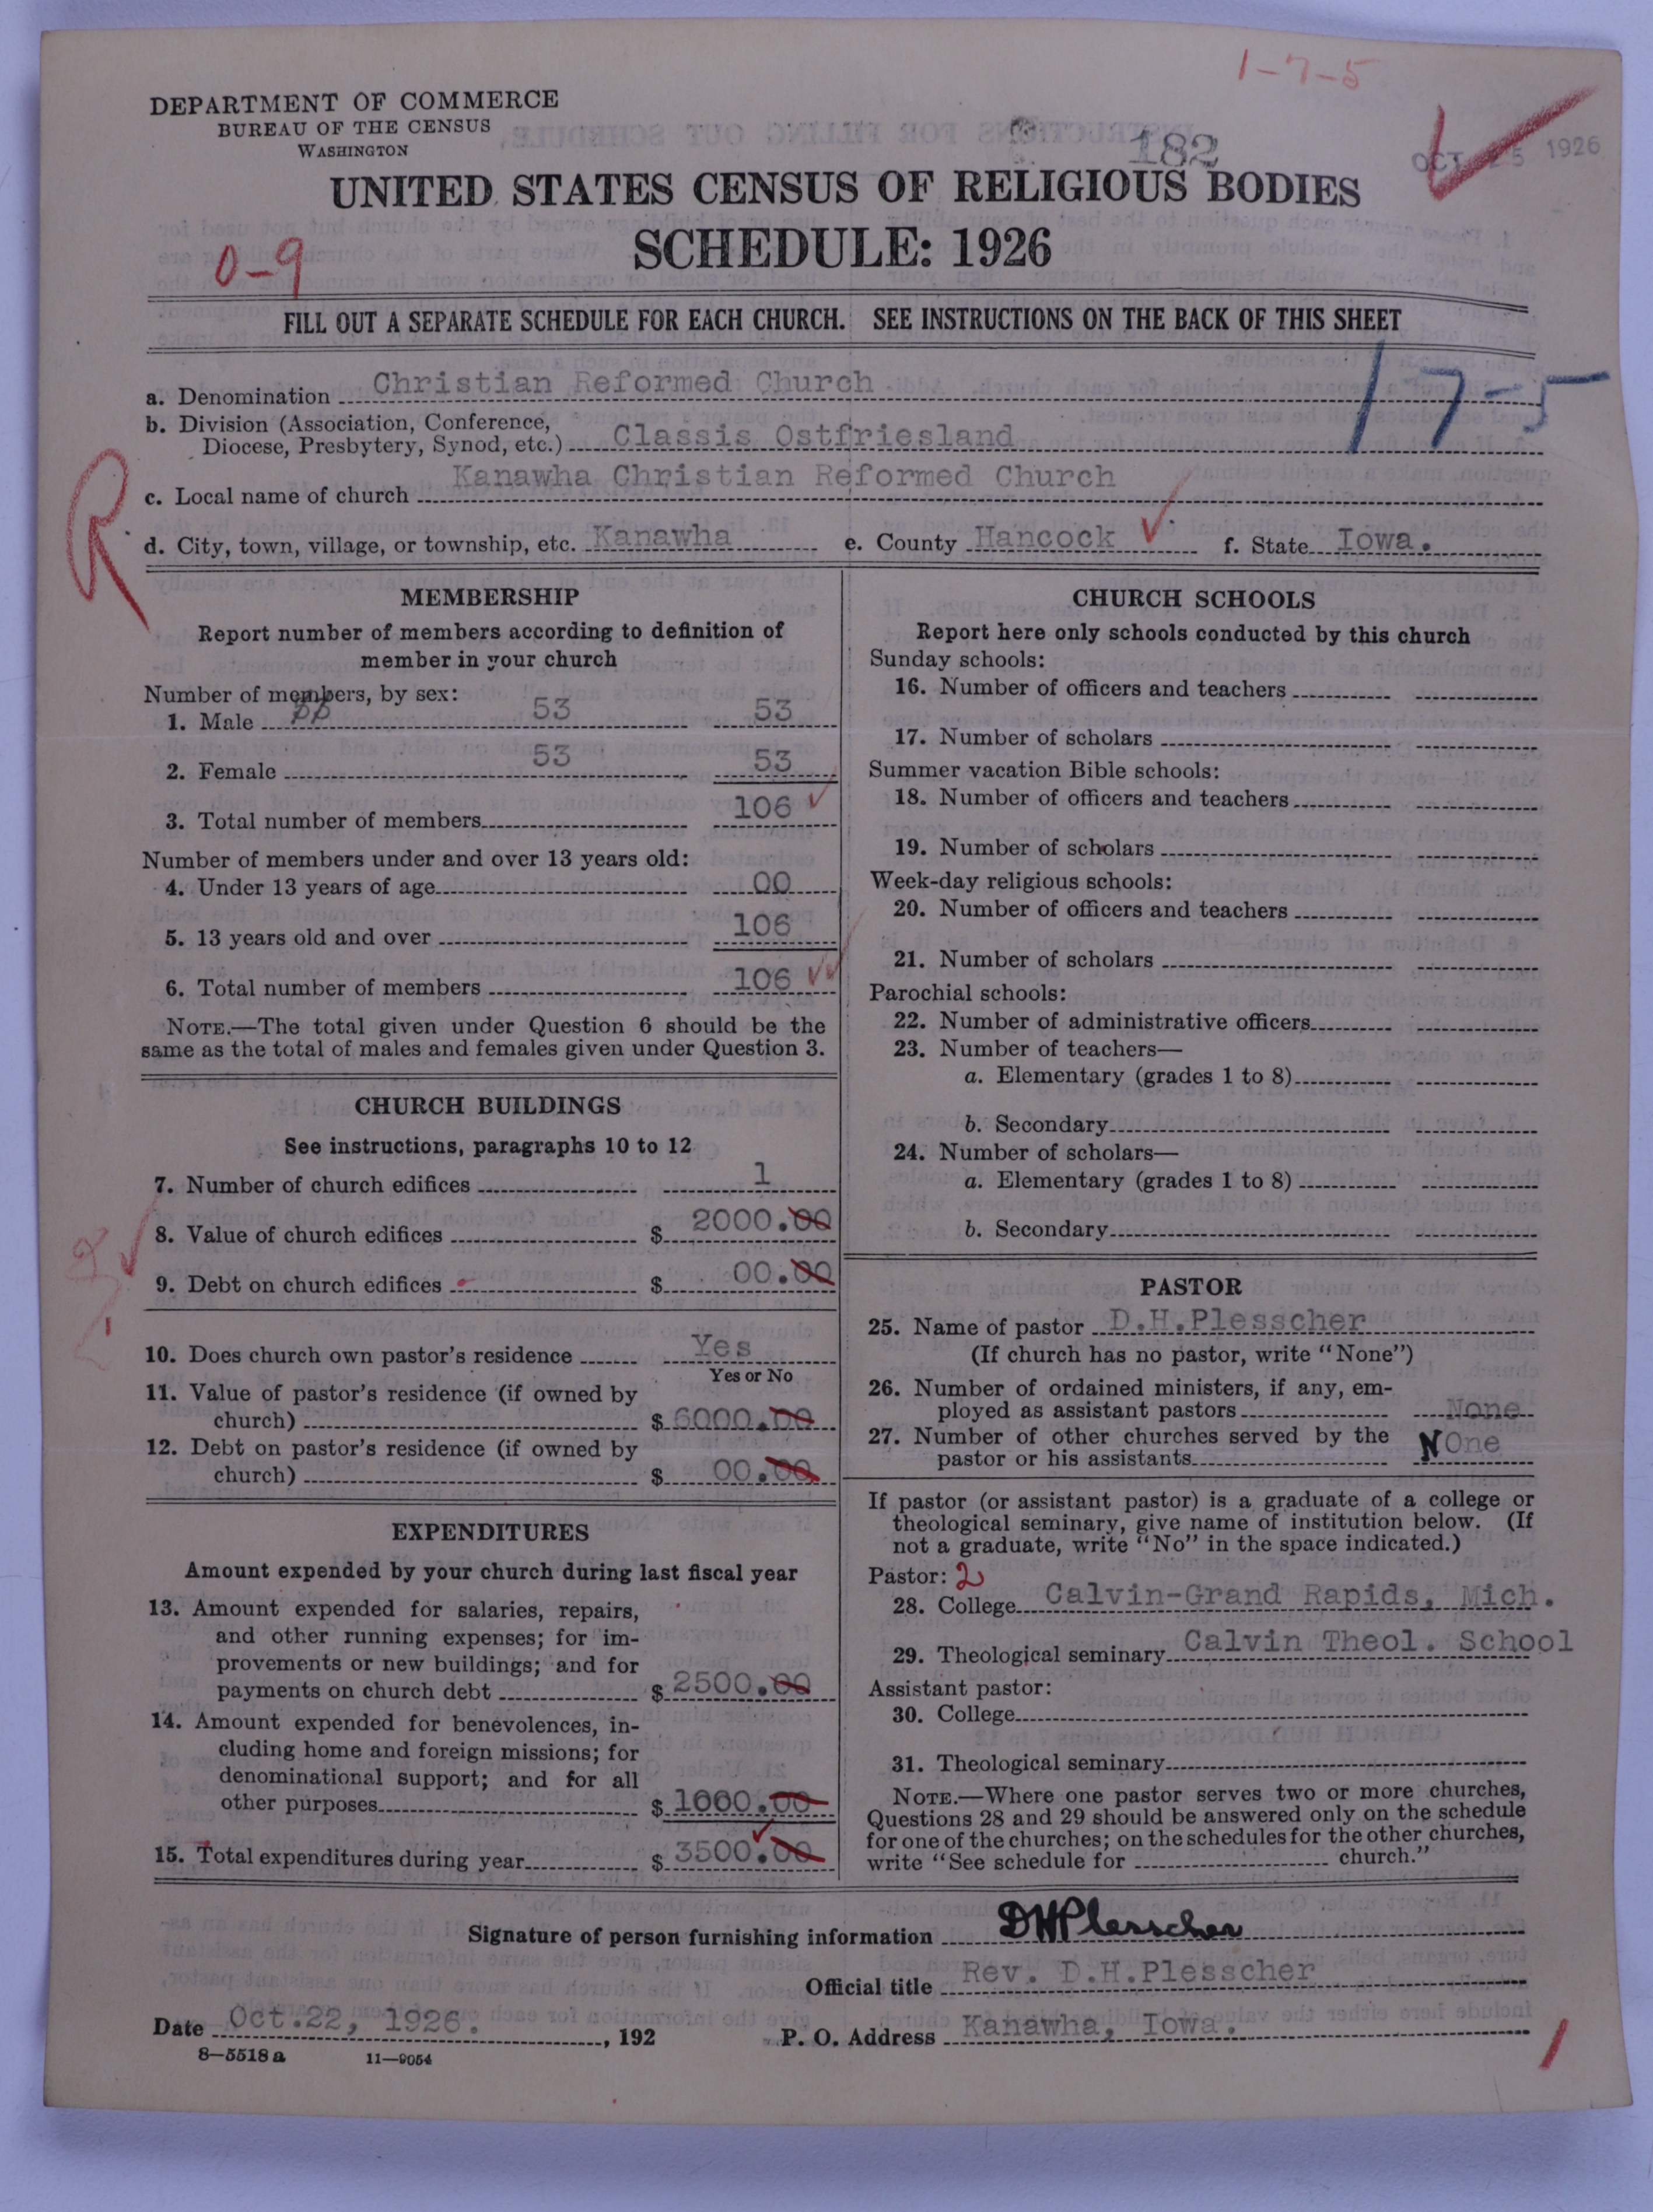 1-7-5
DEPARTMENT OF COMMERCE
BUREAU OF THE CENSUS
WASHINGTON
182
OCT 25 1926
UNITED STATES CENSUS OF RELIGIOUS BODIES
SCHEDULE: 1926
0-9
FILL OUT A SEPARATE SCHEDULE FOR EACH CHURCH. SEE INSTRUCTIONS ON THE BACK OF THIS SHEET
17-5
a. Denomination Christian Reformed Church
b. Division (Association, Conference,
Diocese, Presbytery, Synod, etc.) Classis Ostfriesland
R
c. Local name of church Kanawha Christian Reformed Church
d. City, town, village, or township, etc. Kanawha e. County Hancock f. State Iowa.
MEMBERSHIP
Report number of members according to definition of
member in your church
Number of members, by sex:
1. Male 53 53
2. Female 53 53
3. Total number of members 106
Number of members under and over 13 years old:
4. Under 13 years of age 00
5. 13 years old and over 106
6. Total number of members 106
NOTE.—The total given under Question 6 should be the
same as the total of males and females given under Question 3.
CHURCH BUILDINGS
See instructions, paragraphs 10 to 12
7. Number of church edifices 1
8. Value of church edifices $ 2000.00
9. Debt on church edifices $ 00.00
10. Does church own pastor's residence Yes
Yes or No
11. Value of pastor's residence (if owned by
church) $ 6000.00
12. Debt on pastor's residence (if owned by
church) $ 00.00
EXPENDITURES
Amount expended by your church during last fiscal year
13. Amount expended for salaries, repairs,
and other running expenses; for im-
provements or new buildings; and for
payments on church debt $ 2500.00
14. Amount expended for benevolences, in-
cluding home and foreign missions; for
denominational support; and for all
other purposes $ 1000.00
15. Total expenditures during year $ 3500.00
CHURCH SCHOOLS
Report here only schools conducted by this church
Sunday schools:
16. Number of officers and teachers
17. Number of scholars
Summer vacation Bible schools:
18. Number of officers and teachers
19. Number of scholars
Week-day religious schools:
20. Number of officers and teachers
21. Number of scholars
Parochial schools:
22. Number of administrative officers
23. Number of teachers—
a. Elementary (grades 1 to 8)
b. Secondary
24. Number of scholars—
a. Elementary (grades 1 to 8)
b. Secondary
PASTOR
25. Name of pastor D.H.Plesscher
(If church has no pastor, write "None")
26. Number of ordained ministers, if any, em-
ployed as assistant pastors None
27. Number of other churches served by the
pastor or his assistants NOne
If pastor (or assistant pastor) is a graduate of a college or
theological seminary, give name of institution below. (If
not a graduate, write "No" in the space indicated.)
Pastor: 2
28. College Calvin-Grand Rapids, Mich.
29. Theological seminary Calvin Theol. School
Assistant pastor:
30. College
31. Theological seminary
NOTE.—Where one pastor serves two or more churches,
Questions 28 and 29 should be answered only on the schedule
for one of the churches; on the schedules for the other churches,
write "See schedule for church."
Signature of person furnishing information DHPlesscher
Official title Rev. D.H.Plesscher
Date Oct.22, 1926. , 192 P. O. Address Kanawha, Iowa.
8—5518 a 11—9054
1